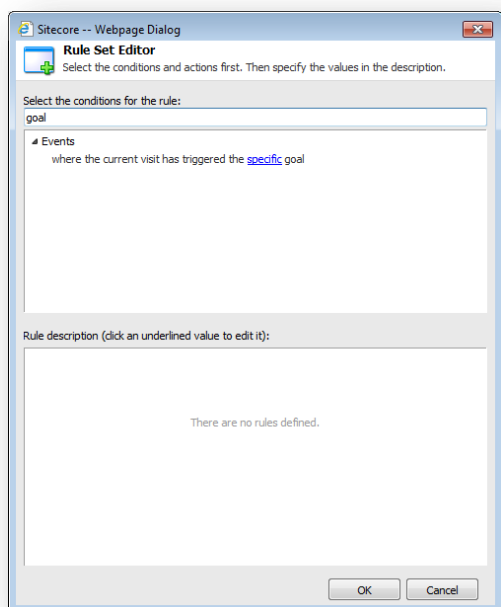 Sitecore -- Webpage Dialog
Rule Set Editor
Select the conditions and actions first. Then specify the values in the description.
Select the conditions for the rule:
goal
Events
where the current visit has triggered the specific goal
Rule description (click an underlined value to edit it):
There are no rules defined.
OK Cancel